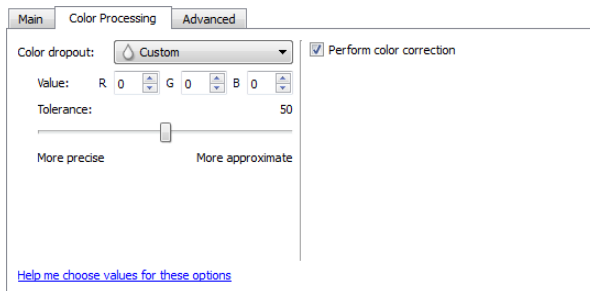 Main Color Processing Advanced
Color dropout: Custom
Perform color correction
Value: R 0 G 0 B 0
Tolerance: 50
More precise More approximate
Help me choose values for these options